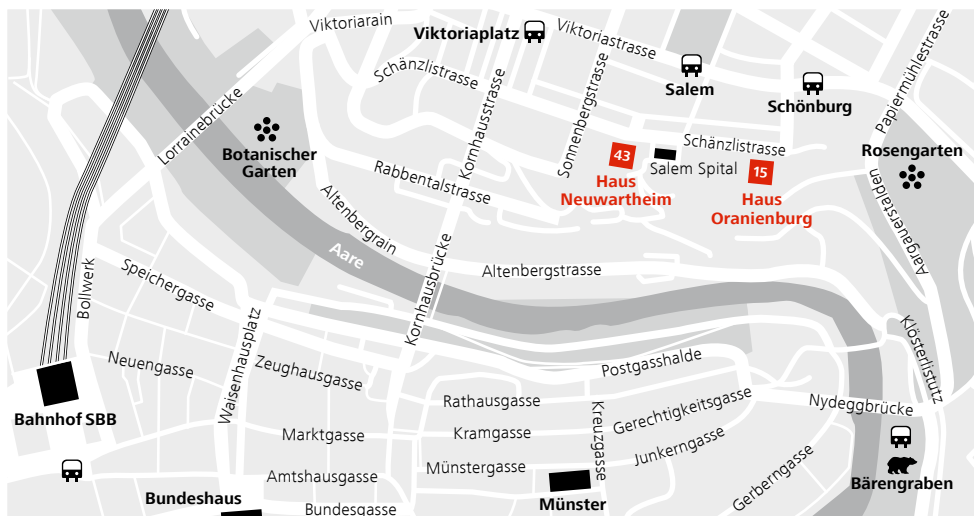 Viktoriarain
Viktoriaplatz
Viktoriastrasse
Salem
Schönburg
Papiermühlestrasse
Schänzlistrasse
Sonnenbergstrasse
Kornhausstrasse
Lorrainebrücke
Botanischer
Garten
Rabbentalstrasse
43
Haus
Neuwartheim
Salem Spital
Schänzlistrasse
15
Haus
Oranienburg
Rosengarten
Aargauerstalden
Altenbergrain
Aare
Altenbergstrasse
Kornhausbrücke
Bollwerk
Speichergasse
Waisenhausplatz
Neuengasse
Zeughausgasse
Postgasshalde
Klösterlistutz
Bahnhof SBB
Rathausgasse
Kreuzgasse
Gerechtigkeitsgasse
Nydeggbrücke
Marktgasse
Kramgasse
Junkerngasse
Amtshausgasse
Münstergasse
Gerberngasse
Bärengraben
Bundeshaus
Bundesgasse
Münster